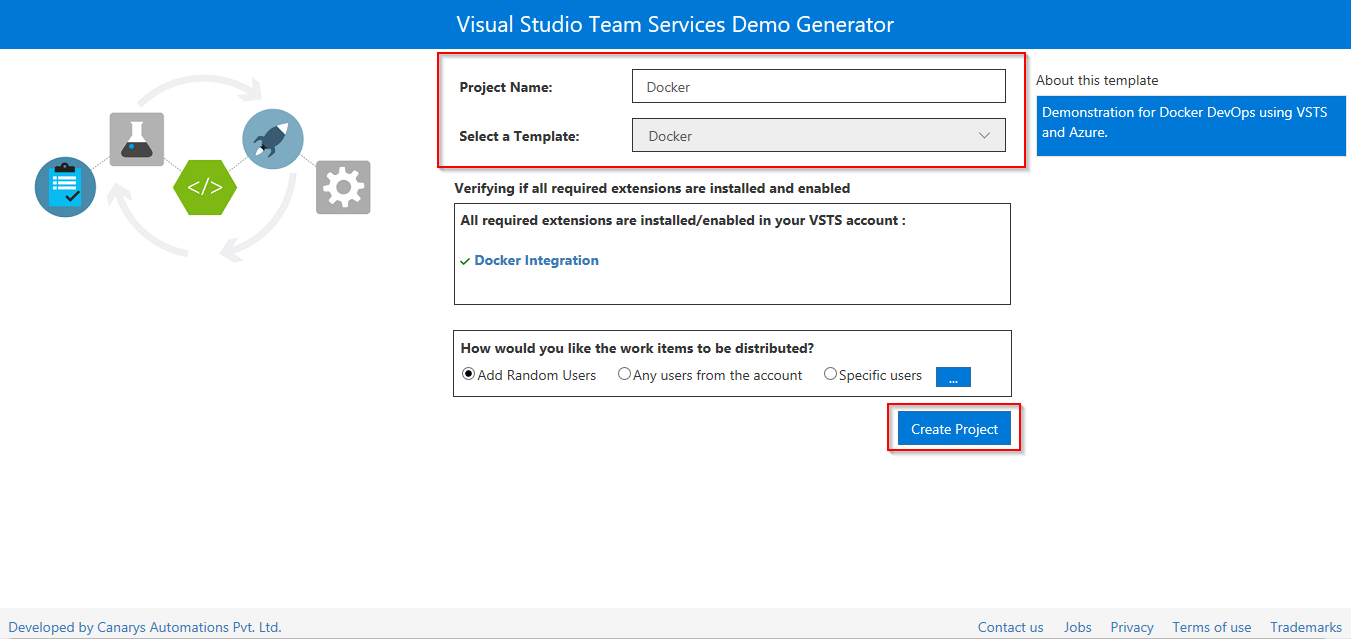 Visual Studio Team Services Demo Generator
Project Name:
Docker
Select a Template:
Docker
About this template
Demonstration for Docker DevOps using VSTS
and Azure.
</>
Verifying if all required extensions are installed and enabled
All required extensions are installed/enabled in your VSTS account :
Docker Integration
How would you like the work items to be distributed?
Add Random Users
Any users from the account
Specific users
...
Create Project
Developed by Canarys Automations Pvt. Ltd.
Contact us
Jobs
Privacy
Terms of use
Trademarks